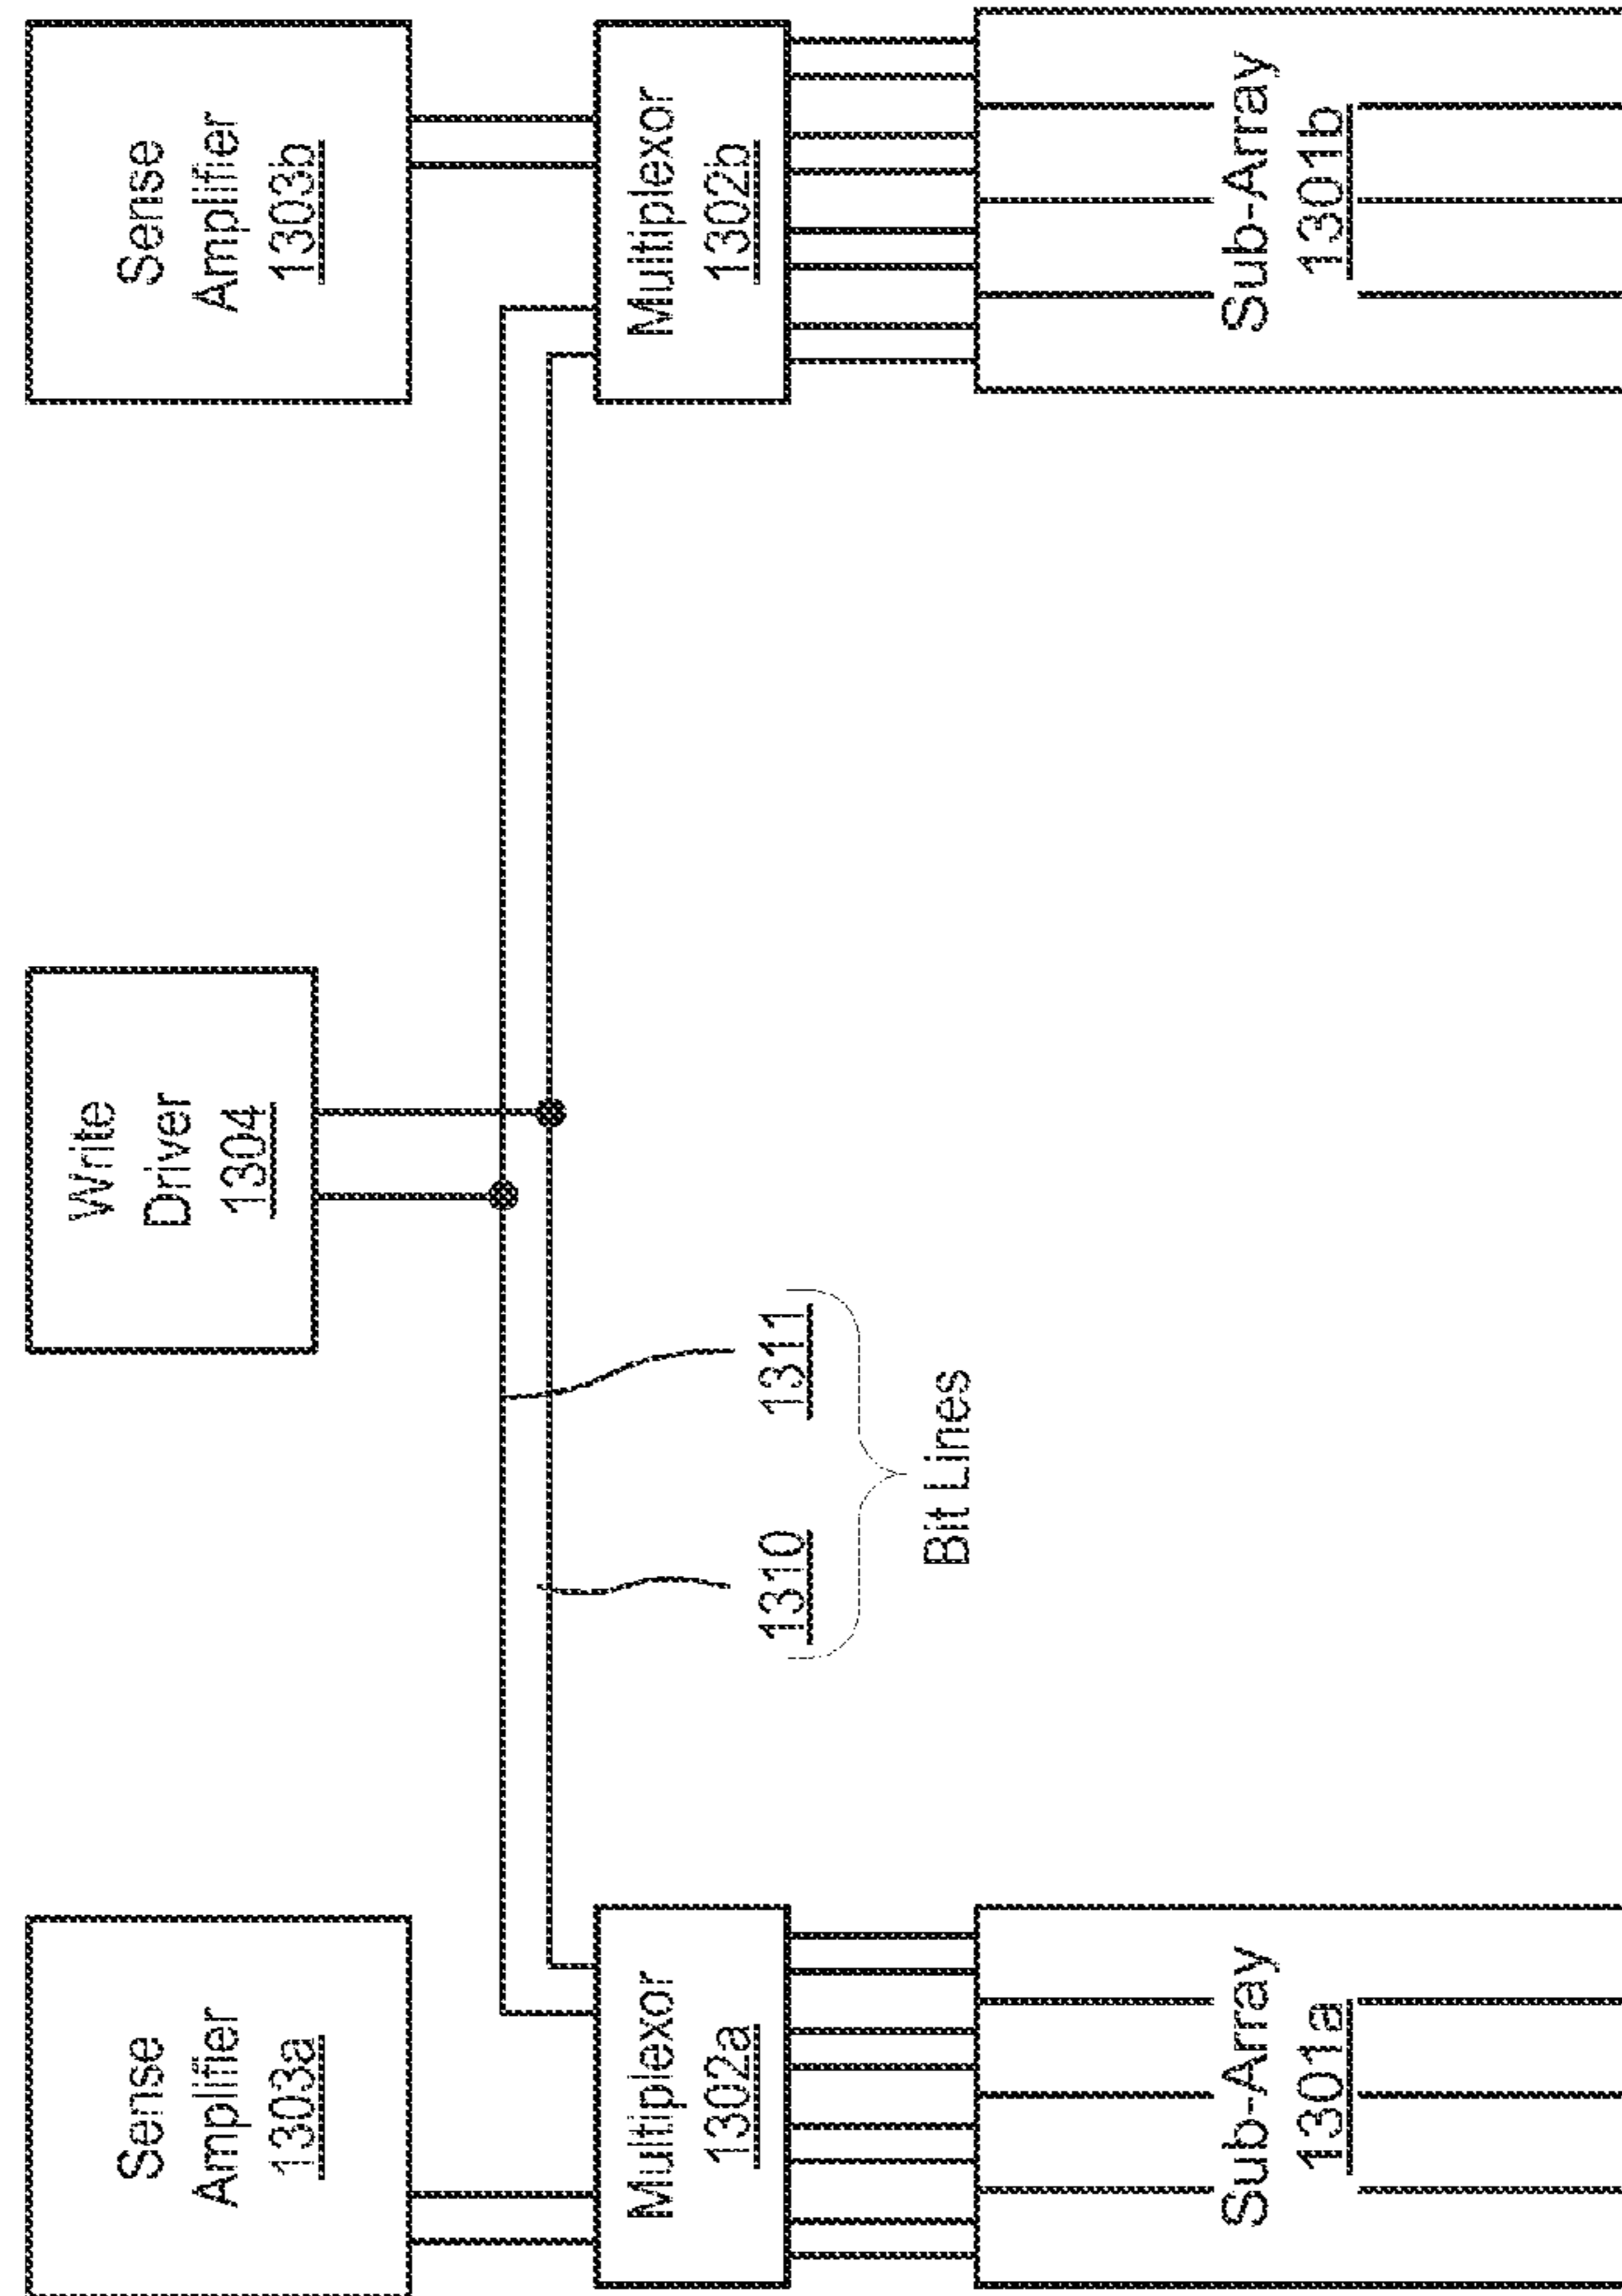 Sense
Amplifier
1303a
Write
Driver
1304
Sense
Amplifier
1303b
1310
1311
Bit Lines
Multiplexor
1302a
Multiplexor
1302b
Sub-Array
1301a
Sub-Array
1301b